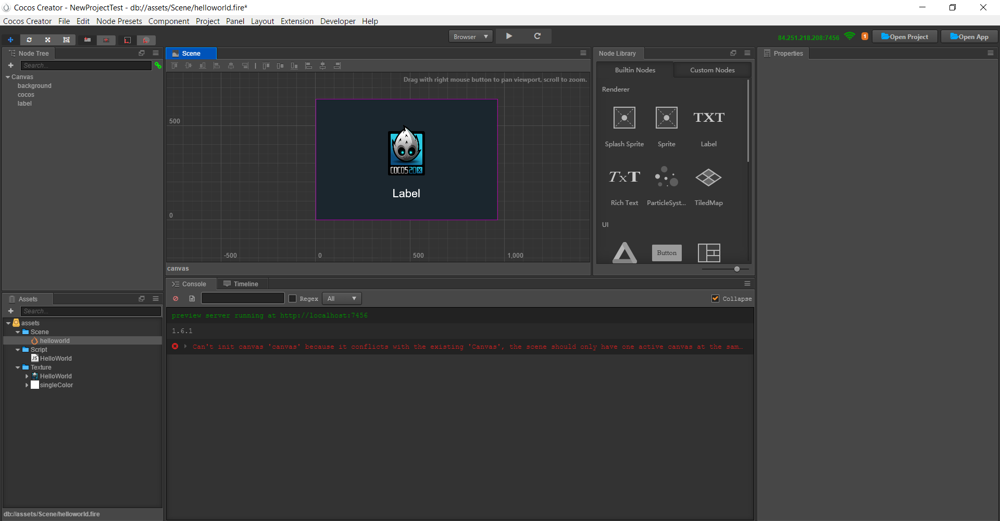 Cocos Creator - NewProjectTest - db://assets/Scene/helloworld.fire*
Cocos Creator File Edit Node Presets Component Project Panel Layout Extension Developer Help
Browser
84.251.218.208:7456
1
Open Project
Open App
Node Tree
Search...
Canvas
background
cocos
label
Scene
Drag with right mouse button to pan viewport, scroll to zoom.
500
0
-500
0
500
1,000
COCOS2DX
Label
canvas
Node Library
Builtin Nodes
Custom Nodes
Renderer
TXT
Splash Sprite
Sprite
Label
TxT
Rich Text
ParticleSyst...
TiledMap
UI
Button
Properties
Assets
Search...
assets
Scene
helloworld
Script
JS
HelloWorld
Texture
HelloWorld
singleColor
db://assets/Scene/helloworld.fire
Console
Timeline
Regex
All
Collapse
preview server running at http://localhost:7456
1.6.1
Can't init canvas 'canvas' because it conflicts with the existing 'Canvas', the scene should only have one active canvas at the sam…